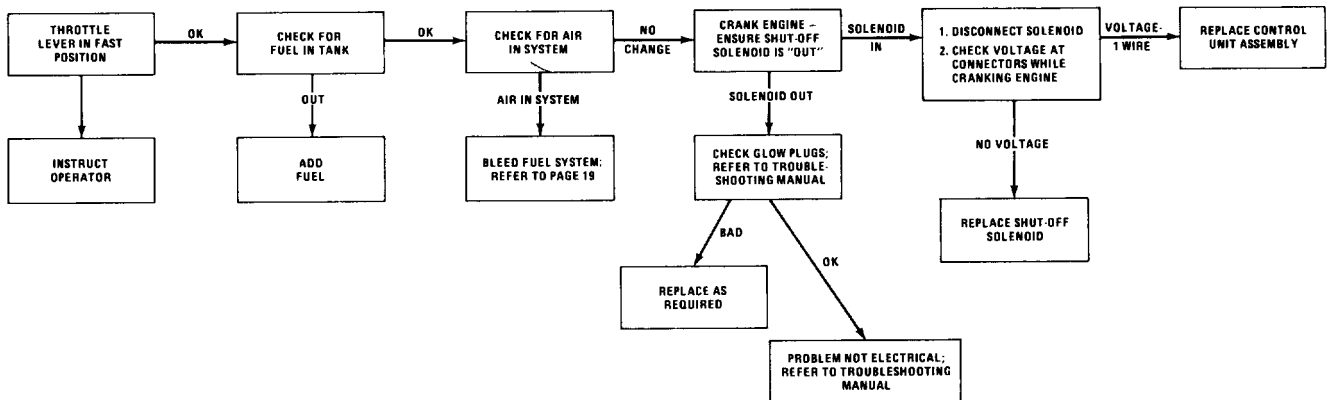 THROTTLE
LEVER IN FAST
POSITION
OK
CHECK FOR
FUEL IN TANK
OK
CHECK FOR AIR
IN SYSTEM
NO
CHANGE
CRANK ENGINE –
ENSURE SHUT-OFF
SOLENOID IS "OUT"
SOLENOID
IN
1. DISCONNECT SOLENOID
2. CHECK VOLTAGE AT
CONNECTORS WHILE
CRANKING ENGINE
VOLTAGE-
1 WIRE
REPLACE CONTROL
UNIT ASSEMBLY
OUT
AIR IN SYSTEM
SOLENOID OUT
NO VOLTAGE
INSTRUCT
OPERATOR
ADD
FUEL
BLEED FUEL SYSTEM;
REFER TO PAGE 19
CHECK GLOW PLUGS;
REFER TO TROUBLE-
SHOOTING MANUAL
REPLACE SHUT-OFF
SOLENOID
BAD
OK
REPLACE AS
REQUIRED
PROBLEM NOT ELECTRICAL;
REFER TO TROUBLESHOOTING
MANUAL